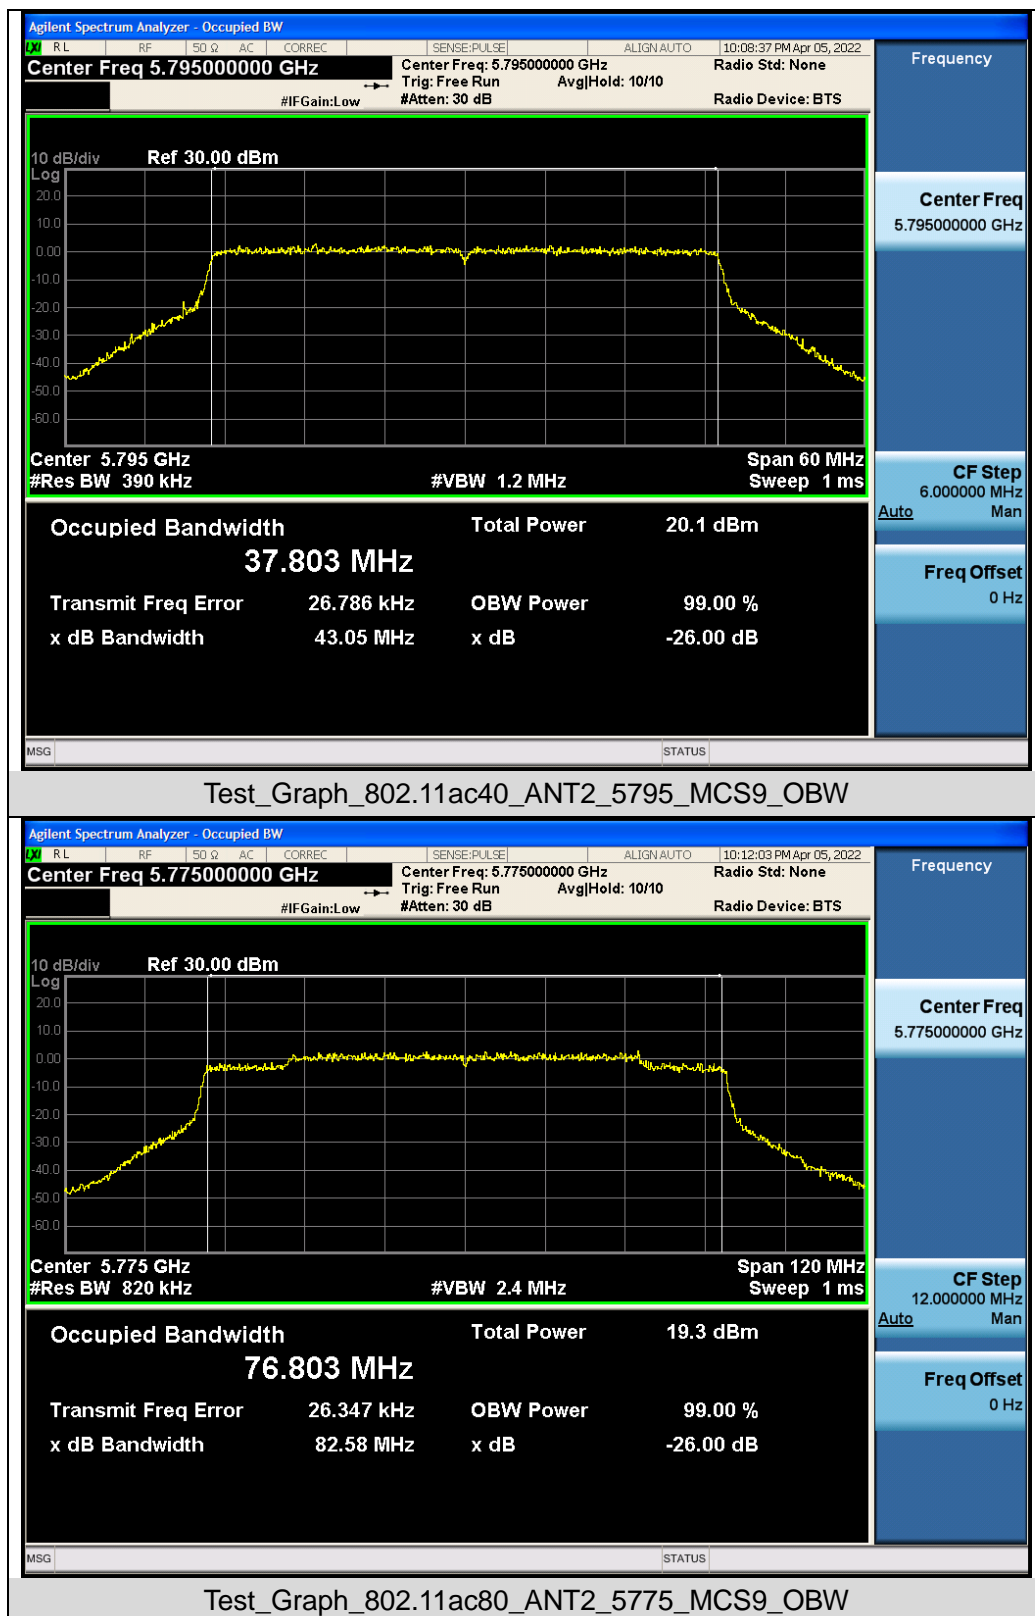 Agilent Spectrum Analyzer - Occupied BW
LXI RL RF 50 Ω AC CORREC SENSE:PULSE ALIGN AUTO 10:08:37 PM Apr 05, 2022
Center Freq 5.795000000 GHz
Center Freq: 5.795000000 GHz
Radio Std: None
Trig: Free Run Avg|Hold: 10/10
#IFGain:Low
#Atten: 30 dB
Radio Device: BTS
10 dB/div Ref 30.00 dBm
Log
20.0
10.0
0.00
-10.0
-20.0
-30.0
-40.0
-50.0
-60.0
Center 5.795 GHz Span 60 MHz
#Res BW 390 kHz #VBW 1.2 MHz Sweep 1 ms
Occupied Bandwidth Total Power 20.1 dBm
37.803 MHz
Transmit Freq Error 26.786 kHz OBW Power 99.00 %
x dB Bandwidth 43.05 MHz x dB -26.00 dB
MSG STATUS
Frequency
Center Freq
5.795000000 GHz
CF Step
6.000000 MHz
Auto Man
Freq Offset
0 Hz
Test_Graph_802.11ac40_ANT2_5795_MCS9_OBW
Agilent Spectrum Analyzer - Occupied BW
LXI RL RF 50 Ω AC CORREC SENSE:PULSE ALIGN AUTO 10:12:03 PM Apr 05, 2022
Center Freq 5.775000000 GHz
Center Freq: 5.775000000 GHz
Radio Std: None
Trig: Free Run Avg|Hold: 10/10
#IFGain:Low
#Atten: 30 dB
Radio Device: BTS
10 dB/div Ref 30.00 dBm
Log
20.0
10.0
0.00
-10.0
-20.0
-30.0
-40.0
-50.0
-60.0
Center 5.775 GHz Span 120 MHz
#Res BW 820 kHz #VBW 2.4 MHz Sweep 1 ms
Occupied Bandwidth Total Power 19.3 dBm
76.803 MHz
Transmit Freq Error 26.347 kHz OBW Power 99.00 %
x dB Bandwidth 82.58 MHz x dB -26.00 dB
MSG STATUS
Frequency
Center Freq
5.775000000 GHz
CF Step
12.000000 MHz
Auto Man
Freq Offset
0 Hz
Test_Graph_802.11ac80_ANT2_5775_MCS9_OBW